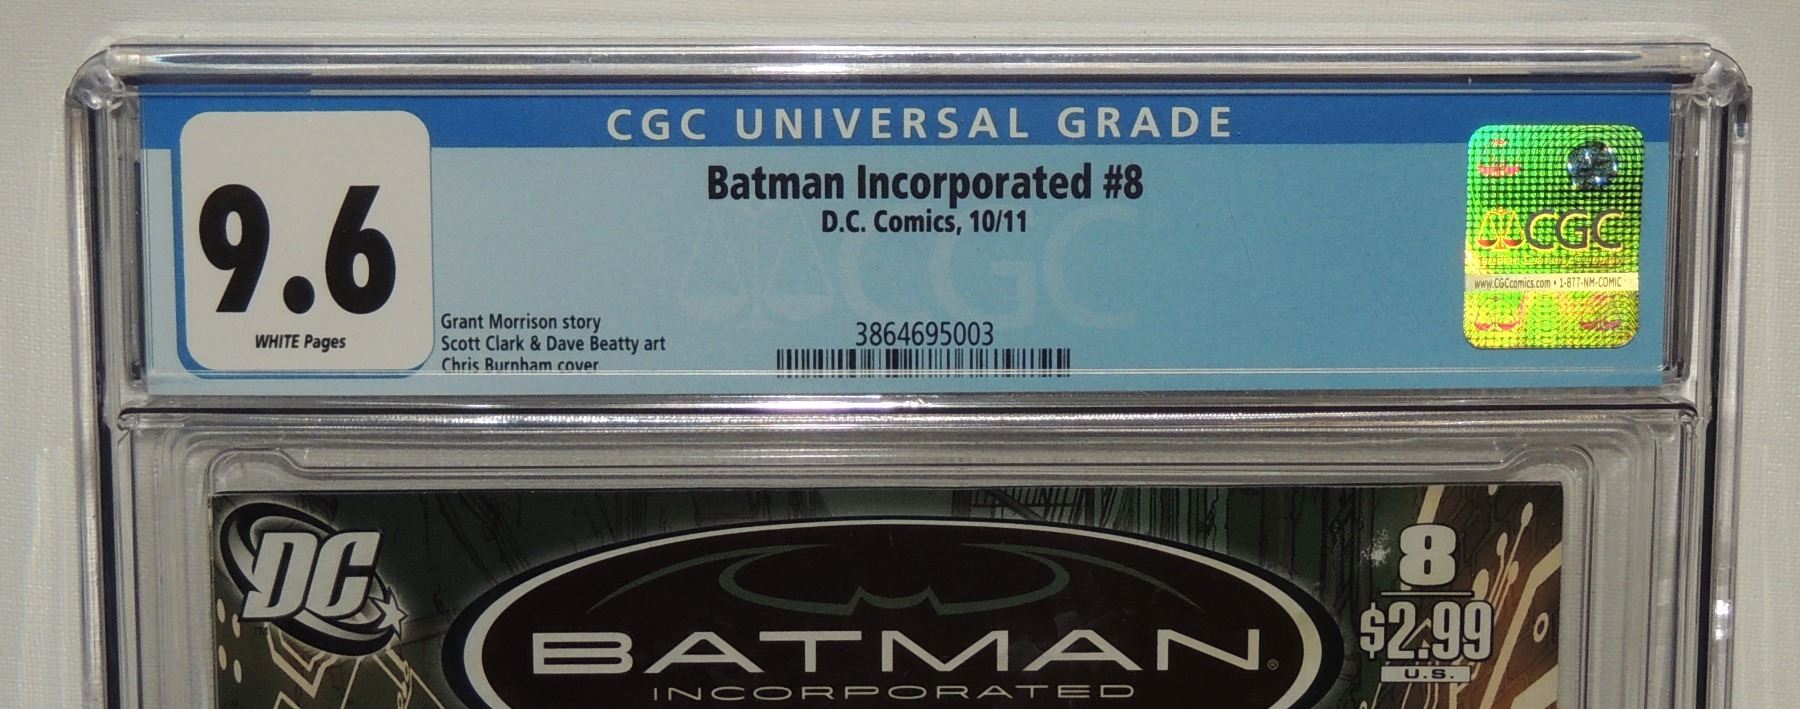 CGC UNIVERSAL GRADE
9.6
WHITE Pages
Batman Incorporated #8
D.C. Comics, 10/11
Grant Morrison story
Scott Clark & Dave Beatty art
Chris Burnham cover
3864695003
CGC
CGC
www.CGCcomics.com • 1-877-NM-COMIC
DC
TM
BATMAN®
INCORPORATED
8
$2.99
U.S.